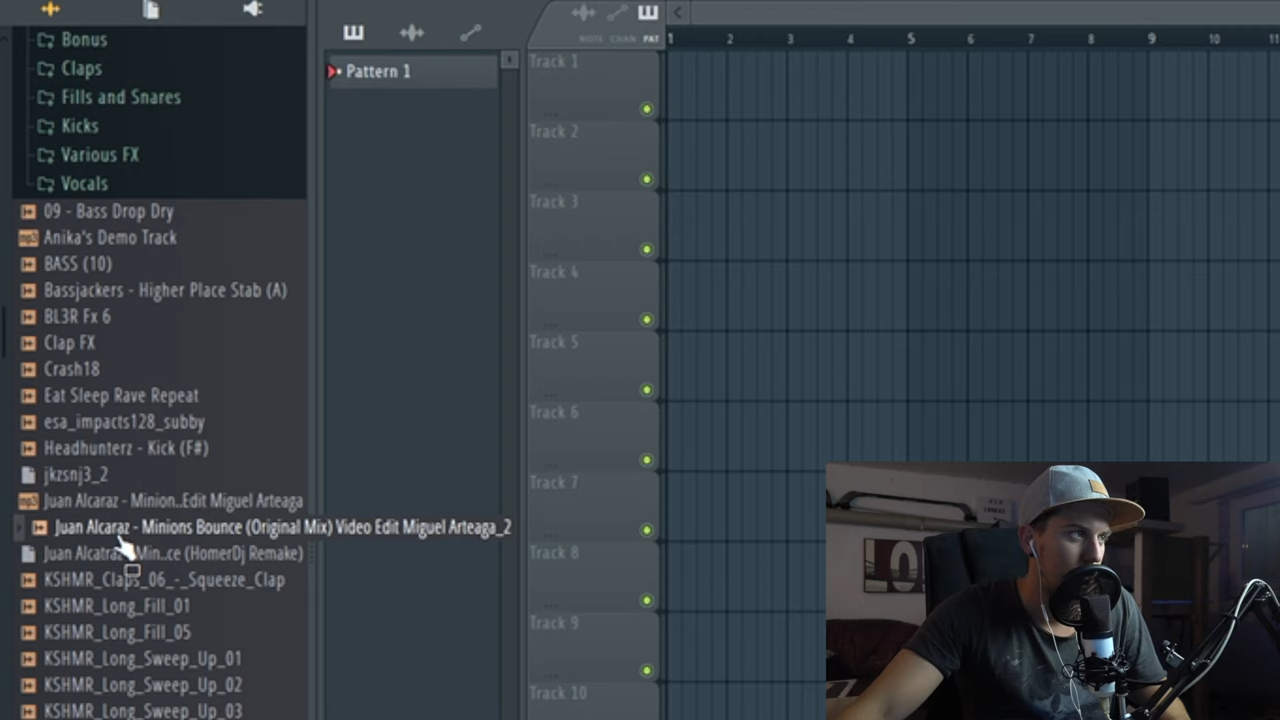 Bonus
Claps
Fills and Snares
Kicks
Various FX
Vocals
09 - Bass Drop Dry
Anika's Demo Track
BASS (10)
Bassjackers - Higher Place Stab (A)
BL3R Fx 6
Clap FX
Crash18
Eat Sleep Rave Repeat
esa_impacts128_subby
Headhunterz - Kick (F#)
jkzsnj3_2
Juan Alcaraz - Minion..Edit Miguel Arteaga
Juan Alcaraz - Minions Bounce (Original Mix) Video Edit Miguel Arteaga_2
Juan Alcatraz - Min..ce (HomerDj Remake)
KSHMR_Claps_06_-_Squeeze_Clap
KSHMR_Long_Fill_01
KSHMR_Long_Fill_05
KSHMR_Long_Sweep_Up_01
KSHMR_Long_Sweep_Up_02
KSHMR_Long_Sweep_Up_03
Pattern 1
NOTE CHAN PAT
1 2 3 4 5 6 7 8 9 10 11
Track 1
Track 2
Track 3
Track 4
Track 5
Track 6
Track 7
Track 8
Track 9
Track 10